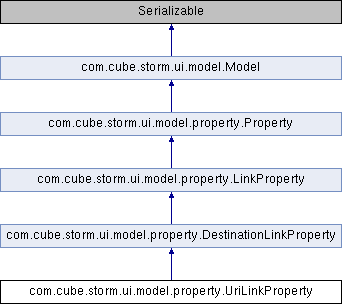 Serializable
com.cube.storm.ui.model.Model
com.cube.storm.ui.model.property.Property
com.cube.storm.ui.model.property.LinkProperty
com.cube.storm.ui.model.property.DestinationLinkProperty
com.cube.storm.ui.model.property.UriLinkProperty